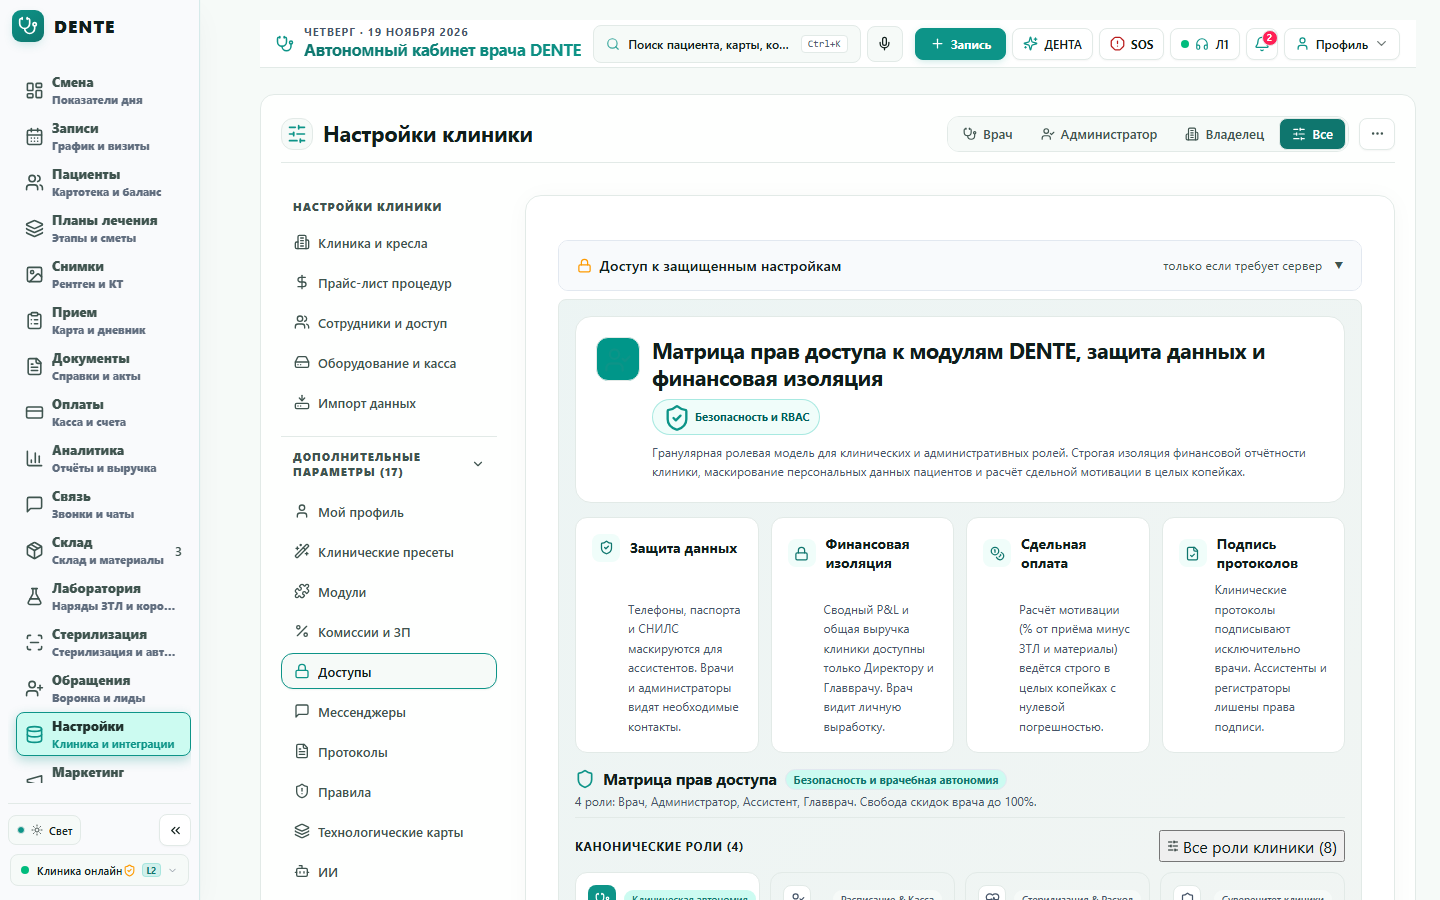 DENTE
Смена
Показатели дня
Записи
График и визиты
Пациенты
Картотека и баланс
Планы лечения
Этапы и сметы
Снимки
Рентген и КТ
Прием
Карта и дневник
Документы
Справки и акты
Оплаты
Касса и счета
Аналитика
Отчёты и выручка
Связь
Звонки и чаты
Склад
Склад и материалы
3
Лаборатория
Наряды ЗТЛ и коро...
Стерилизация
Стерилизация и авт...
Обращения
Воронка и лиды
Настройки
Клиника и интеграции
Маркетинг
Свет
Клиника онлайн
L2
ЧЕТВЕРГ · 19 НОЯБРЯ 2026
Автономный кабинет врача DENTE
Поиск пациента, карты, ко...
Ctrl+K
Запись
ДЕНТА
SOS
Л1
2
Профиль
Настройки клиники
Врач
Администратор
Владелец
Все
НАСТРОЙКИ КЛИНИКИ
Клиника и кресла
Прайс-лист процедур
Сотрудники и доступ
Оборудование и касса
Импорт данных
ДОПОЛНИТЕЛЬНЫЕ
ПАРАМЕТРЫ (17)
Мой профиль
Клинические пресеты
Модули
Комиссии и ЗП
Доступы
Мессенджеры
Протоколы
Правила
Технологические карты
ИИ
Доступ к защищенным настройкам
только если требует сервер
Матрица прав доступа к модулям DENTE, защита данных и
финансовая изоляция
Безопасность и RBAC
Гранулярная ролевая модель для клинических и административных ролей. Строгая изоляция финансовой отчётности
клиники, маскирование персональных данных пациентов и расчёт сдельной мотивации в целых копейках.
Защита данных
Телефоны, паспорта
и СНИЛС
маскируются для
ассистентов. Врачи
и администраторы
видят необходимые
контакты.
Финансовая
изоляция
Сводный P&L и
общая выручка
клиники доступны
только Директору и
Главврачу. Врач
видит личную
выработку.
Сдельная
оплата
Расчёт мотивации
(% от приёма минус
ЗТЛ и материалы)
ведётся строго в
целых копейках с
нулевой
погрешностью.
Подпись
протоколов
Клинические
протоколы
подписывают
исключительно
врачи. Ассистенты и
регистраторы
лишены права
подписи.
Матрица прав доступа
Безопасность и врачебная автономия
4 роли: Врач, Администратор, Ассистент, Главврач. Свобода скидок врача до 100%.
КАНОНИЧЕСКИЕ РОЛИ (4)
Все роли клиники (8)
Клиническая автономия
Расписание & Касса
Стерилизация & Расход
Суверенитет клиники